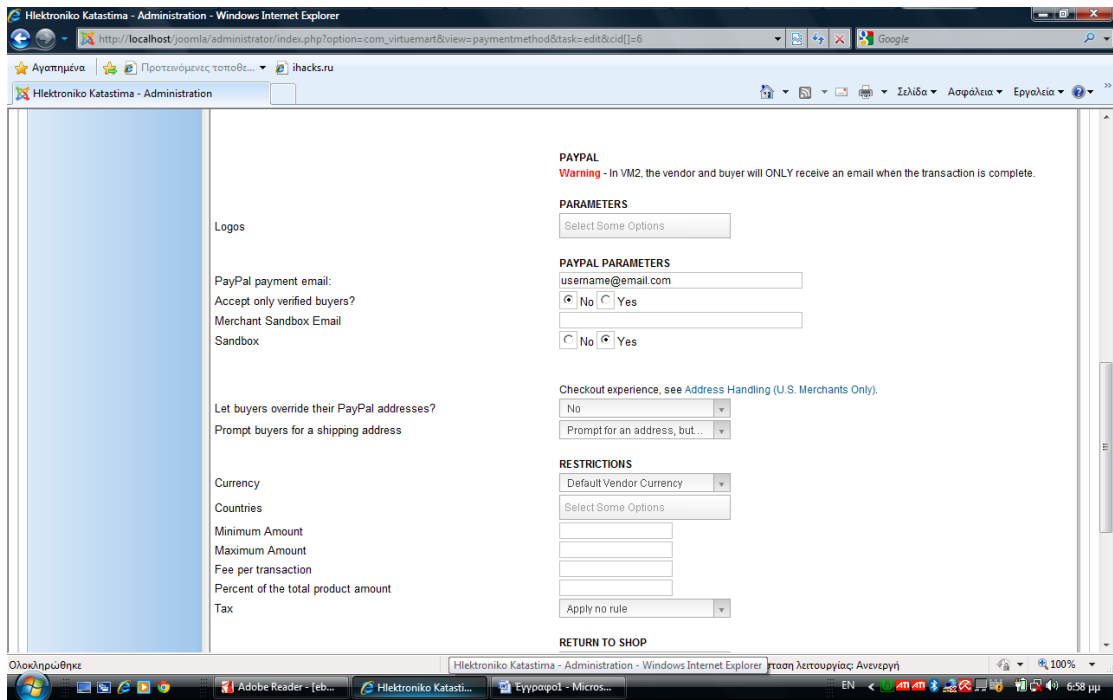 Hlektroniko Katastima - Administration - Windows Internet Explorer
http://localhost/joomla/administrator/index.php?option=com_virtuemart&view=paymentmethod&task=edit&cid[]=6
Google
Αγαπημένα
Προτεινόμενες τοποθε...
ihacks.ru
Hlektroniko Katastima - Administration
Σελίδα
Ασφάλεια
Εργαλεία
PAYPAL
Warning - In VM2, the vendor and buyer will ONLY receive an email when the transaction is complete.
PARAMETERS
Logos Select Some Options
PAYPAL PARAMETERS
PayPal payment email: username@email.com
Accept only verified buyers? No Yes
Merchant Sandbox Email
Sandbox No Yes
Checkout experience, see Address Handling (U.S. Merchants Only).
Let buyers override their PayPal addresses? No
Prompt buyers for a shipping address Prompt for an address, but...
RESTRICTIONS
Currency Default Vendor Currency
Countries Select Some Options
Minimum Amount
Maximum Amount
Fee per transaction
Percent of the total product amount
Tax Apply no rule
RETURN TO SHOP
Ολοκληρώθηκε Hlektroniko Katastima - Administration - Windows Internet Explorer πταση λειτουργίας: Ανενεργή 100%
Adobe Reader - [eb... Hlektroniko Katasti... Έγγραφο1 - Micros... EN ATI ATI 6:58 μμ